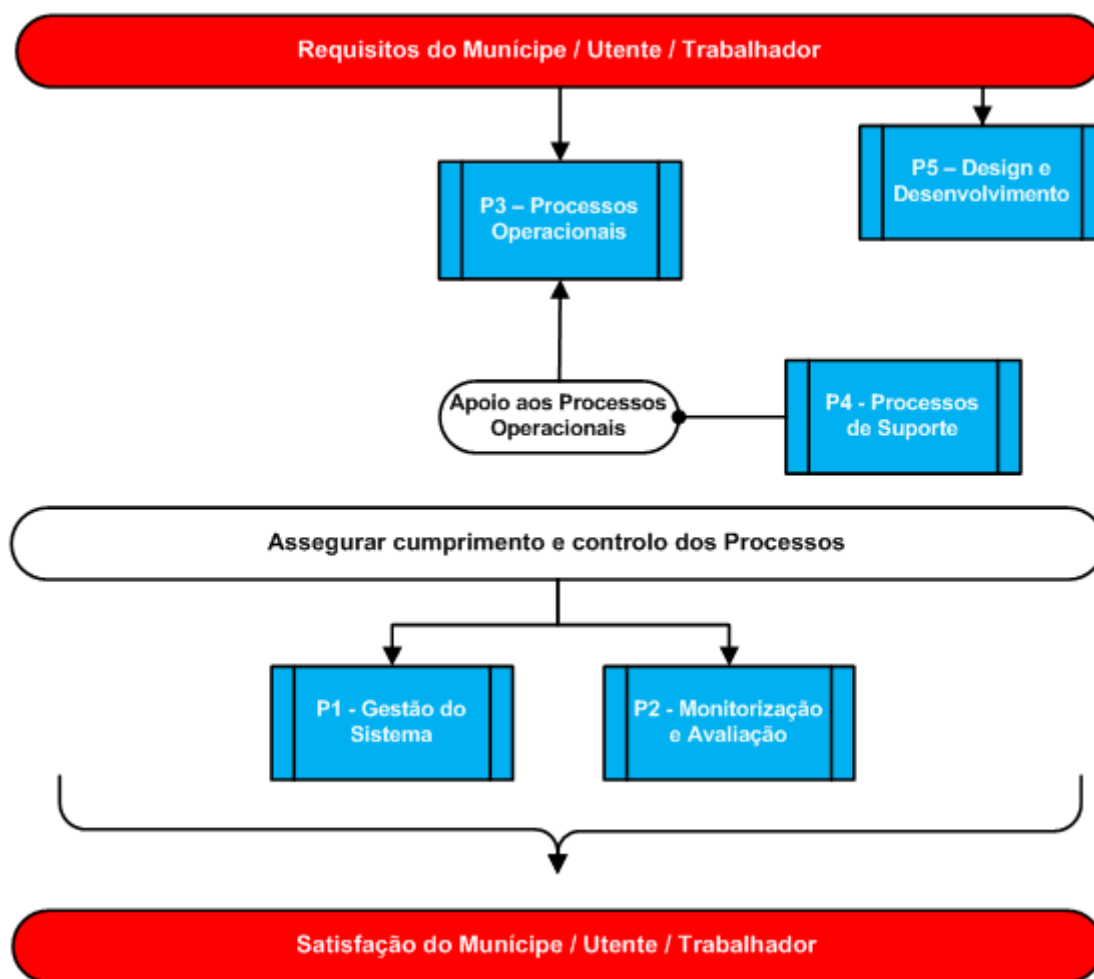 Requisitos do Munícipe / Utente / Trabalhador
P5 – Design e
Desenvolvimento
P3 – Processos
Operacionais
Apoio aos Processos
Operacionais
P4 - Processos
de Suporte
Assegurar cumprimento e controlo dos Processos
P1 - Gestão do
Sistema
P2 - Monitorização
e Avaliação
Satisfação do Munícipe / Utente / Trabalhador